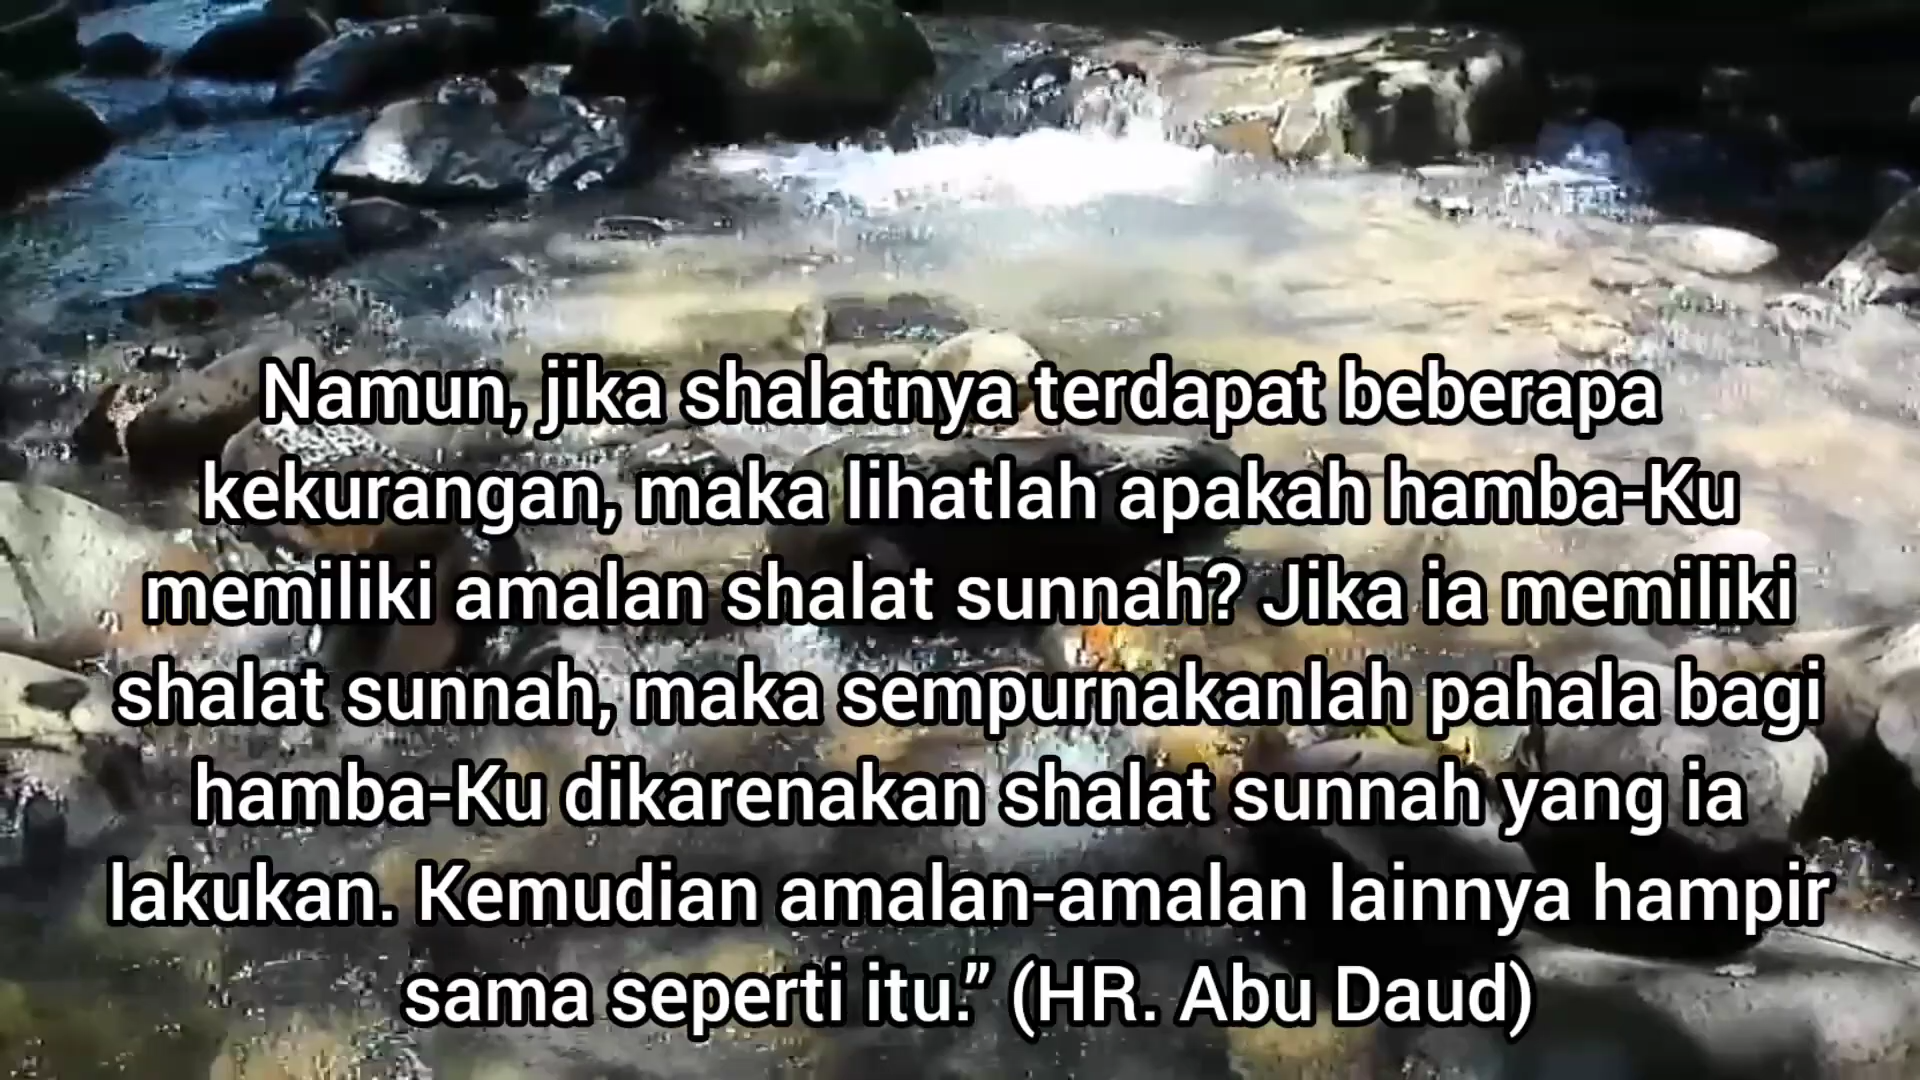 Namun, jika shalatnya terdapat beberapa
kekurangan, maka lihatlah apakah hamba-Ku
memiliki amalan shalat sunnah? Jika ia memiliki
shalat sunnah, maka sempurnakanlah pahala bagi
hamba-Ku dikarenakan shalat sunnah yang ia
lakukan. Kemudian amalan-amalan lainnya hampir
sama seperti itu.” (HR. Abu Daud)